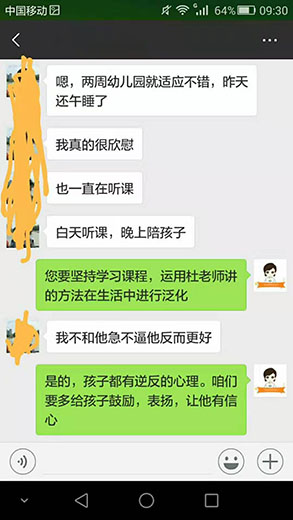 中国移动 64% 09:30
嗯，两周幼儿园就适应不错，昨天
还午睡了
我真的很欣慰
也一直在听课
白天听课，晚上陪孩子
您要坚持学习课程，运用杜老师讲
的方法在生活中进行泛化
我不和他急不逼他反而更好
是的，孩子都有逆反的心理。咱们
要多给孩子鼓励，表扬，让他有信
心